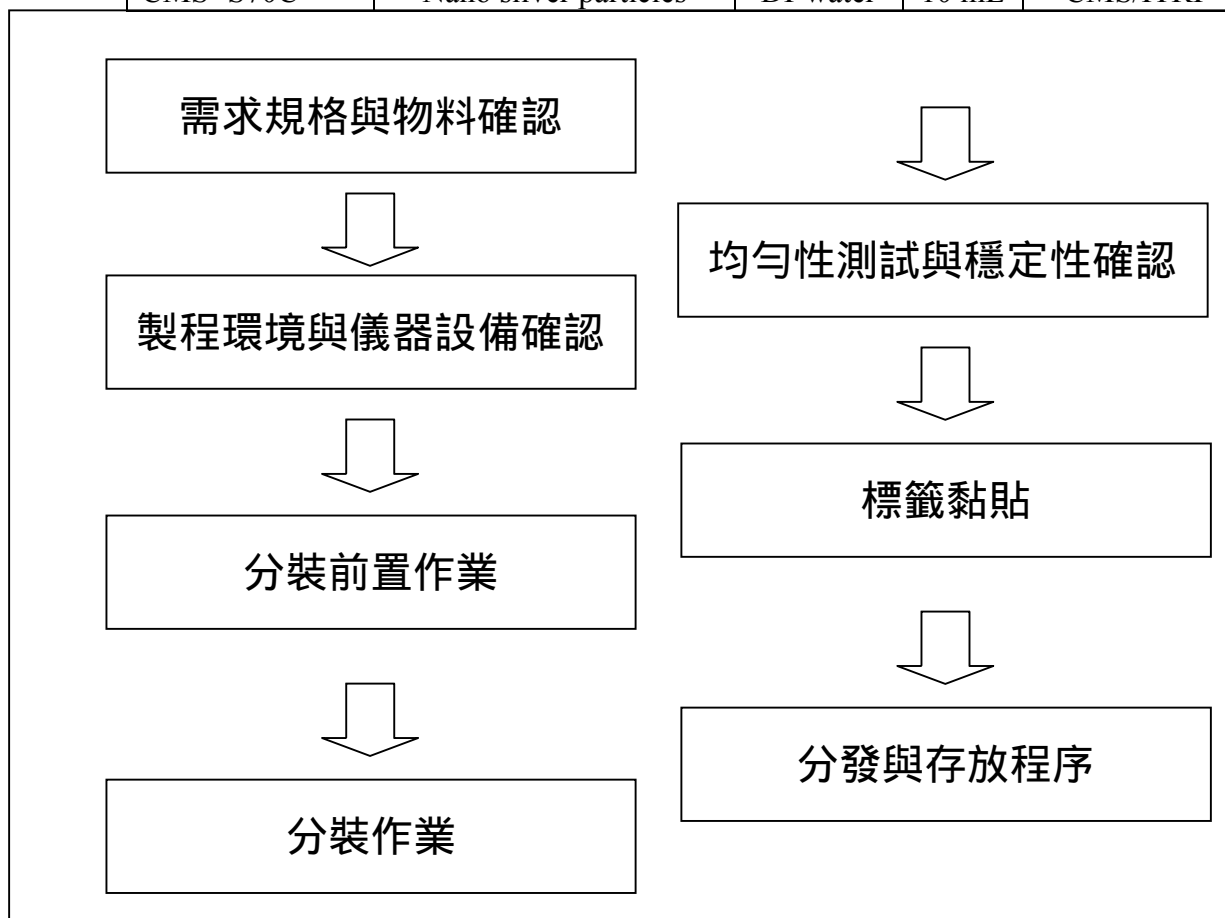 需求規格與物料確認
製程環境與儀器設備確認
分裝前置作業
分裝作業
均勻性測試與穩定性確認
標籤黏貼
分發與存放程序